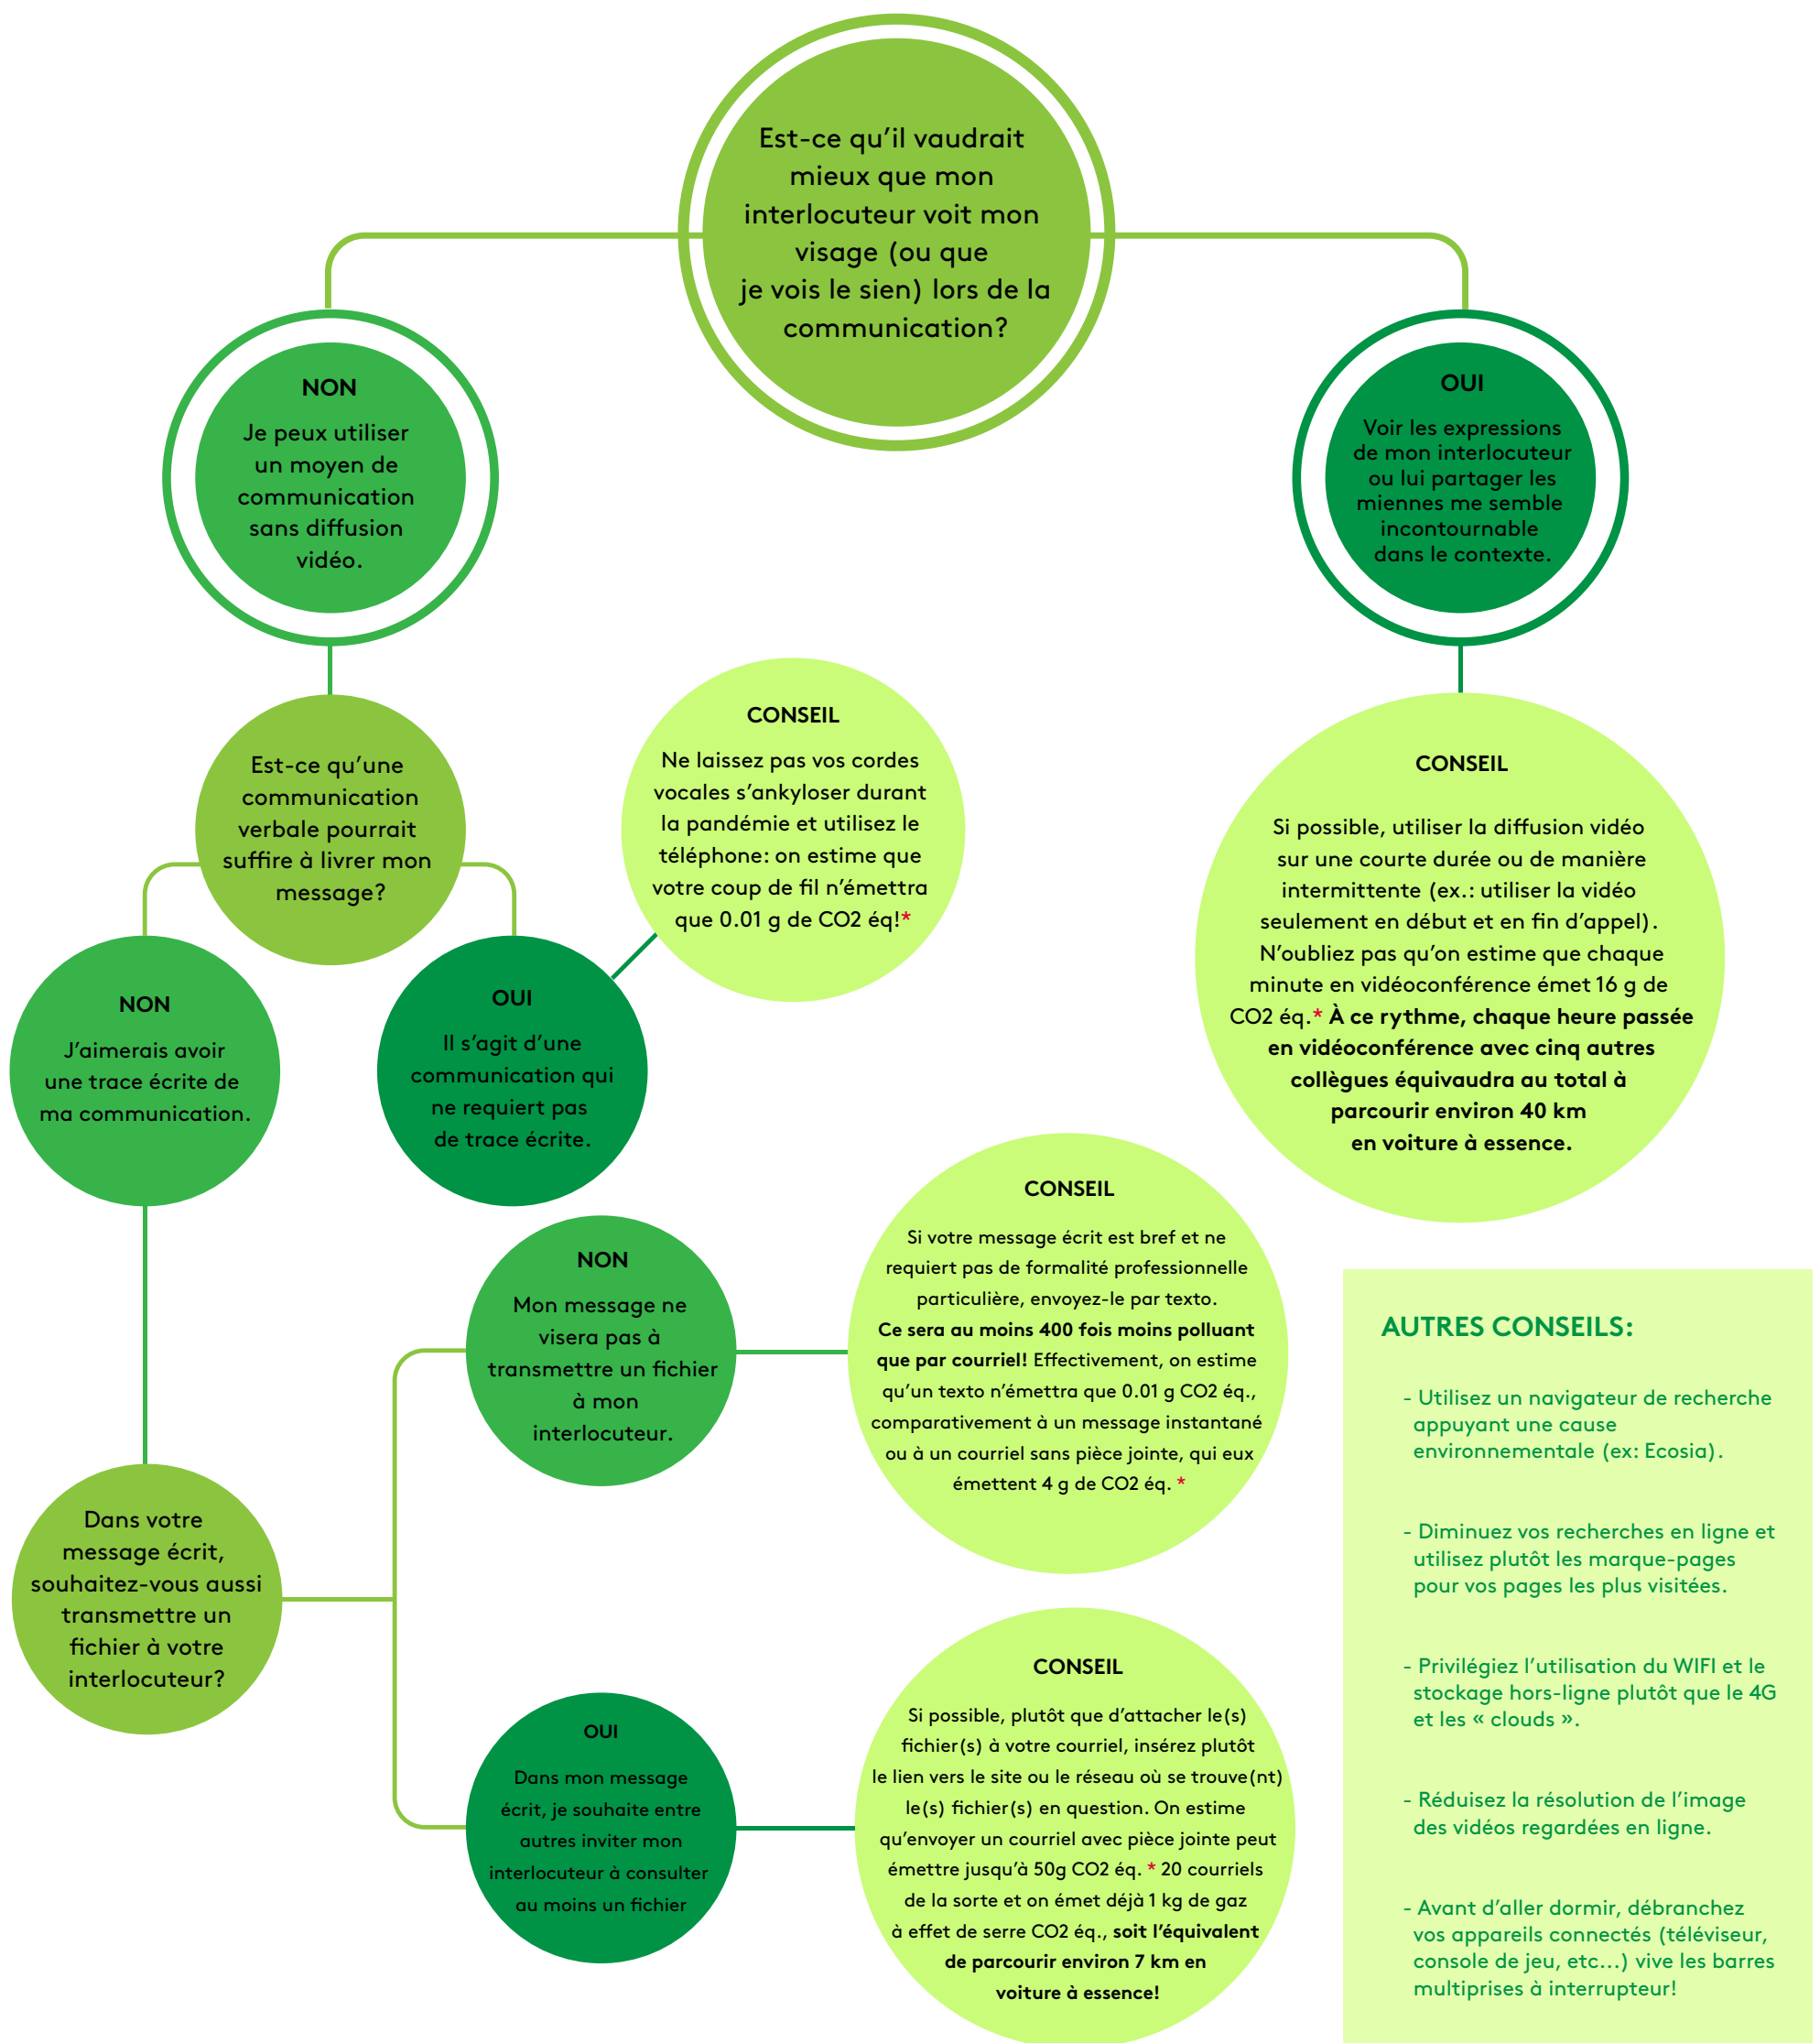 Est-ce qu’il vaudrait
mieux que mon
interlocuteur voit mon
visage (ou que
je vois le sien) lors de la
communication?
NON
Je peux utiliser
un moyen de
communication
sans diffusion
vidéo.
OUI
Voir les expressions
de mon interlocuteur
ou lui partager les
miennes me semble
incontournable
dans le contexte.
Est-ce qu’une
communication
verbale pourrait
suffire à livrer mon
message?
CONSEIL
Ne laissez pas vos cordes
vocales s’ankyloser durant
la pandémie et utilisez le
téléphone: on estime que
votre coup de fil n’émettra
que 0.01 g de CO2 éq!*
CONSEIL
Si possible, utiliser la diffusion vidéo
sur une courte durée ou de manière
intermittente (ex.: utiliser la vidéo
seulement en début et en fin d’appel).
N’oubliez pas qu’on estime que chaque
minute en vidéoconférence émet 16 g de
CO2 éq.* À ce rythme, chaque heure passée
en vidéoconférence avec cinq autres
collègues équivaudra au total à
parcourir environ 40 km
en voiture à essence.
NON
J’aimerais avoir
une trace écrite de
ma communication.
OUI
Il s’agit d’une
communication qui
ne requiert pas
de trace écrite.
Dans votre
message écrit,
souhaitez-vous aussi
transmettre un
fichier à votre
interlocuteur?
NON
Mon message ne
visera pas à
transmettre un fichier
à mon
interlocuteur.
CONSEIL
Si votre message écrit est bref et ne
requiert pas de formalité professionnelle
particulière, envoyez-le par texto.
Ce sera au moins 400 fois moins polluant
que par courriel! Effectivement, on estime
qu’un texto n’émettra que 0.01 g CO2 éq.,
comparativement à un message instantané
ou à un courriel sans pièce jointe, qui eux
émettent 4 g de CO2 éq. *
OUI
Dans mon message
écrit, je souhaite entre
autres inviter mon
interlocuteur à consulter
au moins un fichier
CONSEIL
Si possible, plutôt que d’attacher le(s)
fichier(s) à votre courriel, insérez plutôt
le lien vers le site ou le réseau où se trouve(nt)
le(s) fichier(s) en question. On estime
qu’envoyer un courriel avec pièce jointe peut
émettre jusqu’à 50g CO2 éq. * 20 courriels
de la sorte et on émet déjà 1 kg de gaz
à effet de serre CO2 éq., soit l’équivalent
de parcourir environ 7 km en
voiture à essence!
AUTRES CONSEILS:
- Utilisez un navigateur de recherche
appuyant une cause
environnementale (ex: Ecosia).
- Diminuez vos recherches en ligne et
utilisez plutôt les marque-pages
pour vos pages les plus visitées.
- Privilégiez l’utilisation du WIFI et le
stockage hors-ligne plutôt que le 4G
et les « clouds ».
- Réduisez la résolution de l’image
des vidéos regardées en ligne.
- Avant d’aller dormir, débranchez
vos appareils connectés (téléviseur,
console de jeu, etc...) vive les barres
multiprises à interrupteur!